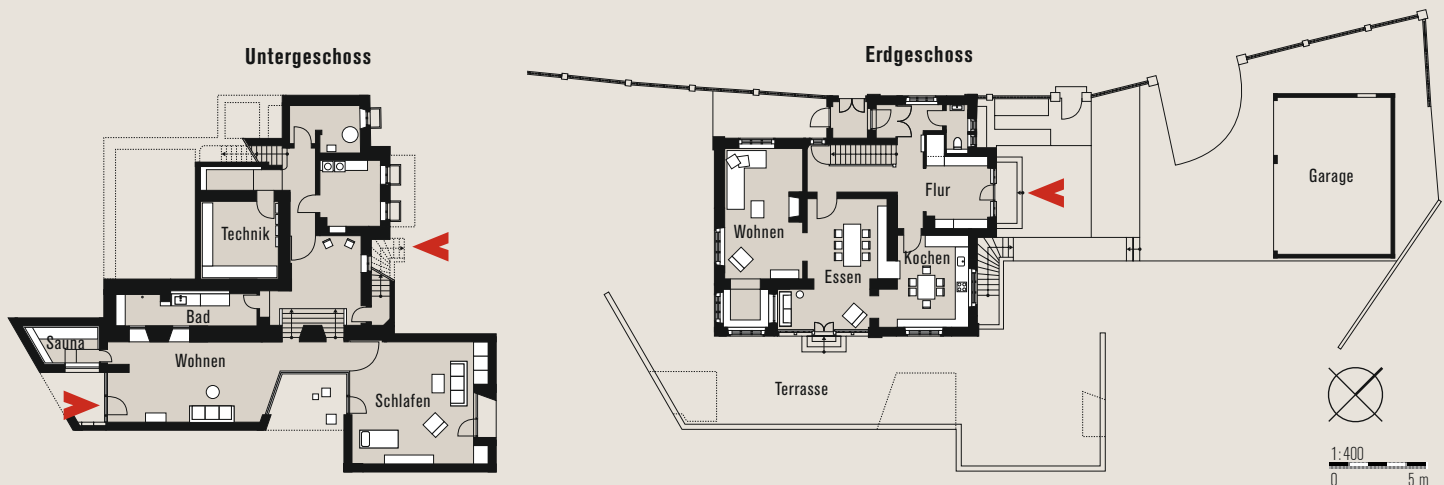 Untergeschoss
Technik
Bad
Sauna
Wohnen
Schlafen
Erdgeschoss
Flur
Wohnen
Kochen
Essen
Terrasse
Garage
1:400
0 5 m